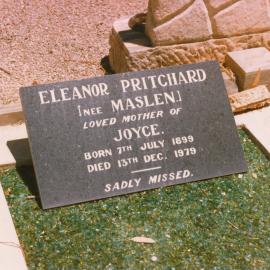 ELEANOR PRITCHARD
[NEE MASLEN]
LOVED MOTHER OF
JOYCE.
BORN 7TH JULY 1899
DIED 13TH DEC. 1979
SADLY MISSED.